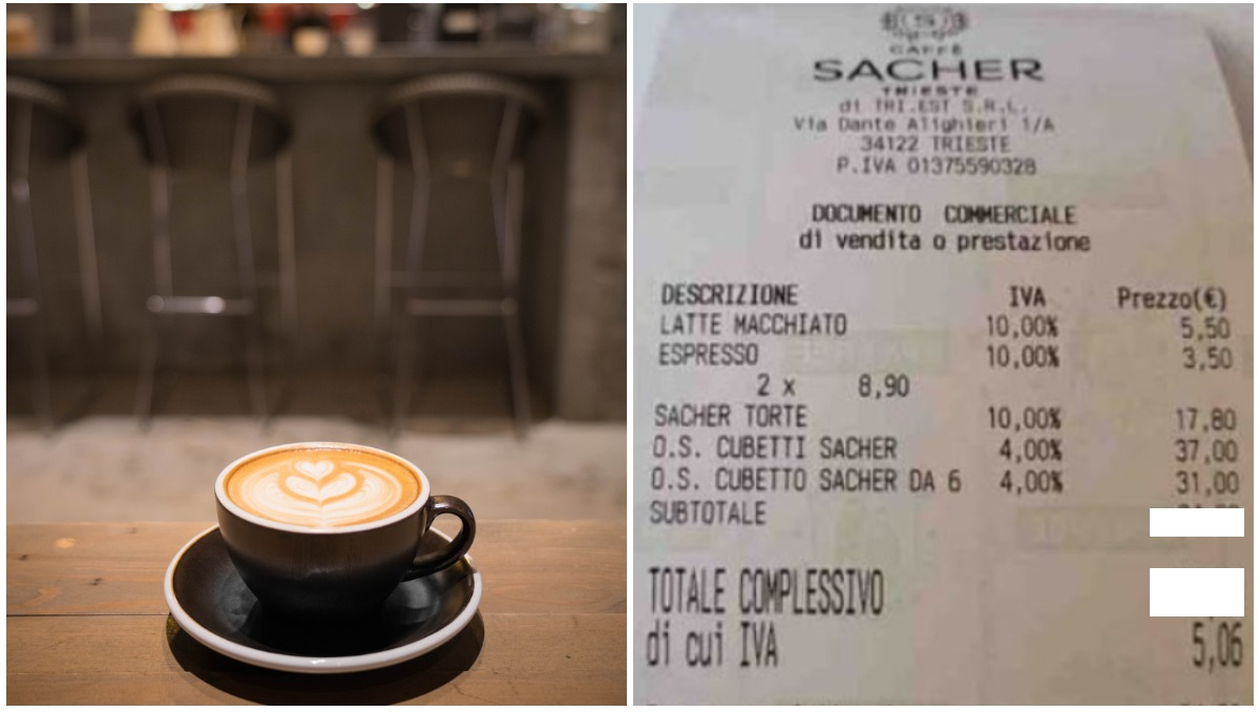 CAFFÈ
SACHER
TRIESTE
di TRI.EST S.R.L.
Via Dante Alighieri 1/A
34122 TRIESTE
P.IVA 01375590328
DOCUMENTO COMMERCIALE
di vendita o prestazione
DESCRIZIONE IVA Prezzo(€)
LATTE MACCHIATO 10,00% 5,50
ESPRESSO 10,00% 3,50
2 x 8,90
SACHER TORTE 10,00% 17,80
O.S. CUBETTI SACHER 4,00% 37,00
O.S. CUBETTO SACHER DA 6 4,00% 31,00
SUBTOTALE
TOTALE COMPLESSIVO
di cui IVA 5,06